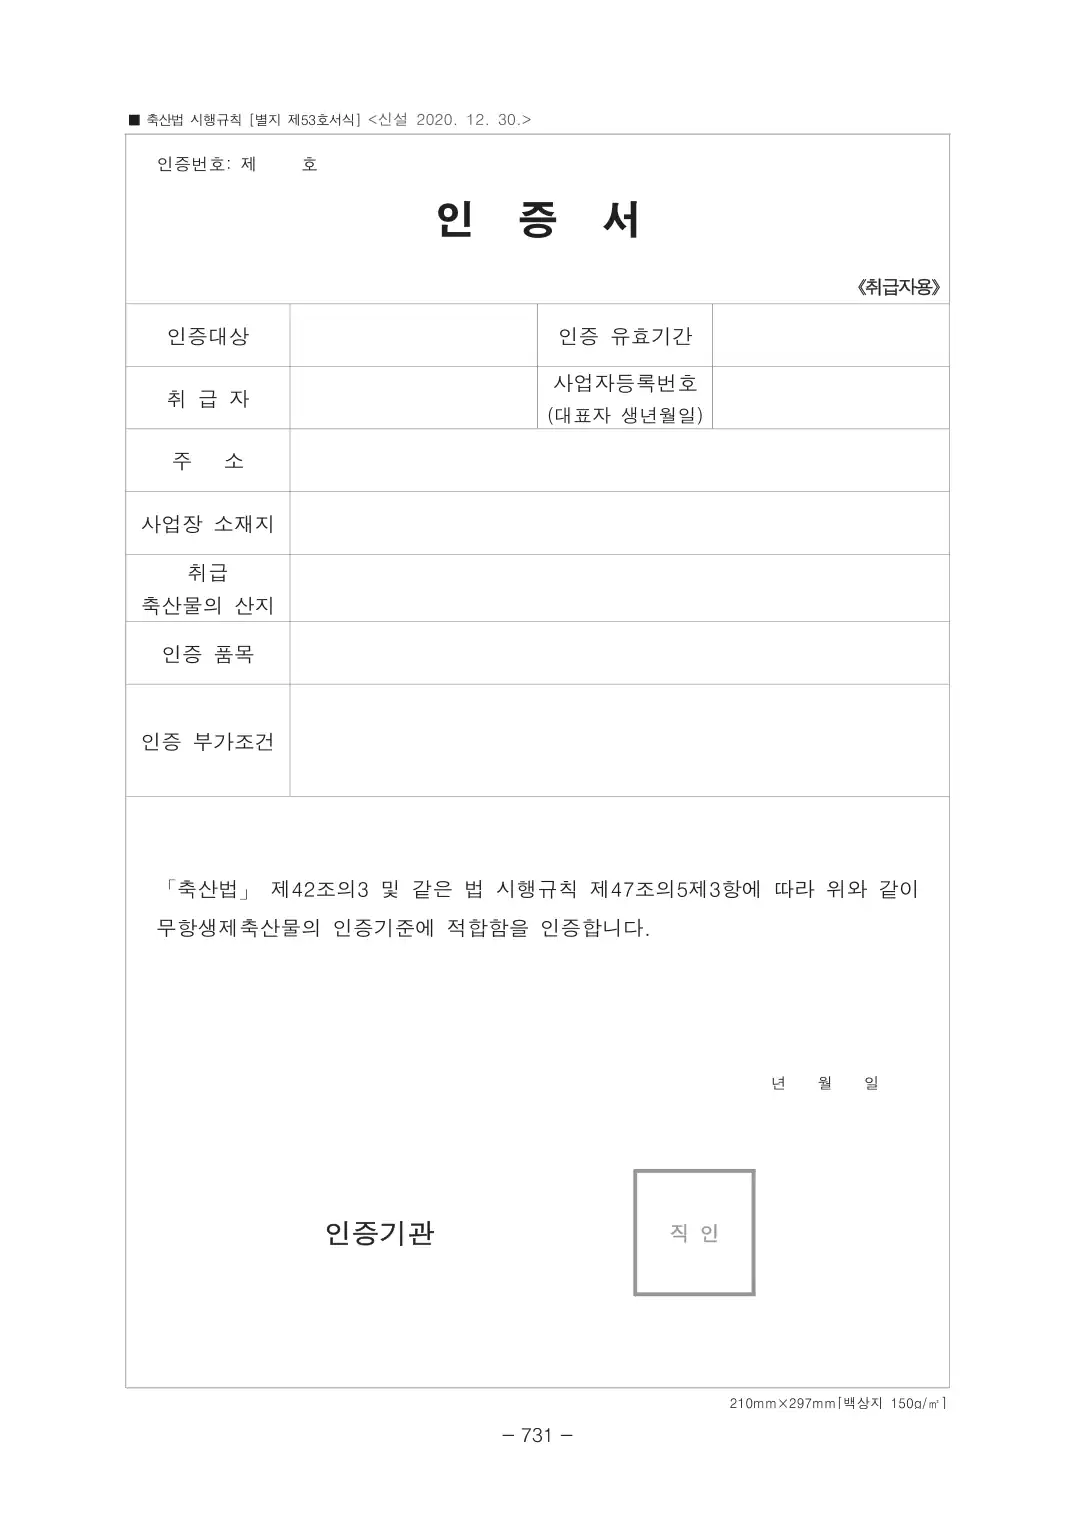 ■ 축산법 시행규칙 [별지 제53호서식] <신설 2020. 12. 30.>
인증번호: 제 호
인 증 서
《취급자용》
인증대상 인증 유효기간
취 급 자 사업자등록번호
(대표자 생년월일)
주 소
사업장 소재지
취급
축산물의 산지
인증 품목
인증 부가조건
「축산법」 제42조의3 및 같은 법 시행규칙 제47조의5제3항에 따라 위와 같이
무항생제축산물의 인증기준에 적합함을 인증합니다.
년 월 일
인증기관 직 인
210mm×297mm[백상지 150g/㎡]
− 731 −